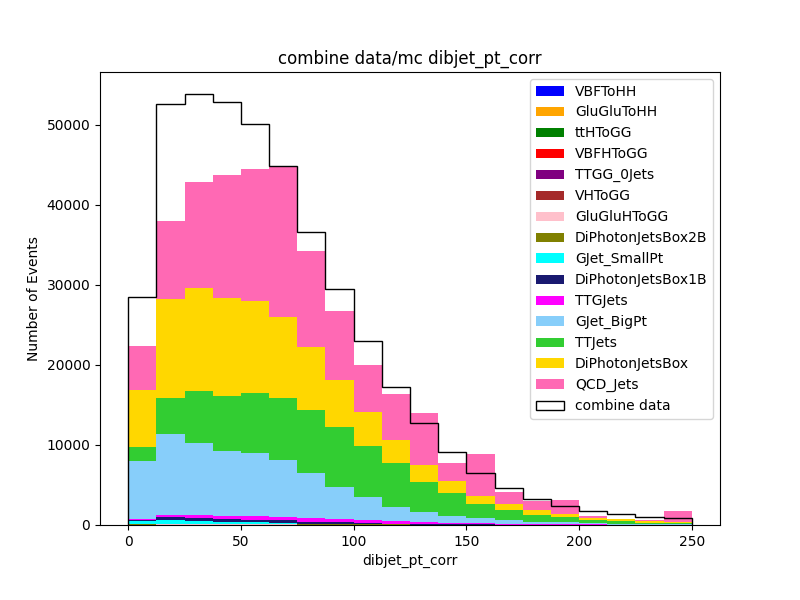 combine data/mc dibjet_pt_corr
Number of Events
50000
40000
30000
20000
10000
0
0
50
100
150
200
250
dibjet_pt_corr
VBFToHH
GluGluToHH
ttHToGG
VBFHToGG
TTGG_0Jets
VHToGG
GluGluHToGG
DiPhotonJetsBox2B
GJet_SmallPt
DiPhotonJetsBox1B
TTGJets
GJet_BigPt
TTJets
DiPhotonJetsBox
QCD_Jets
combine data